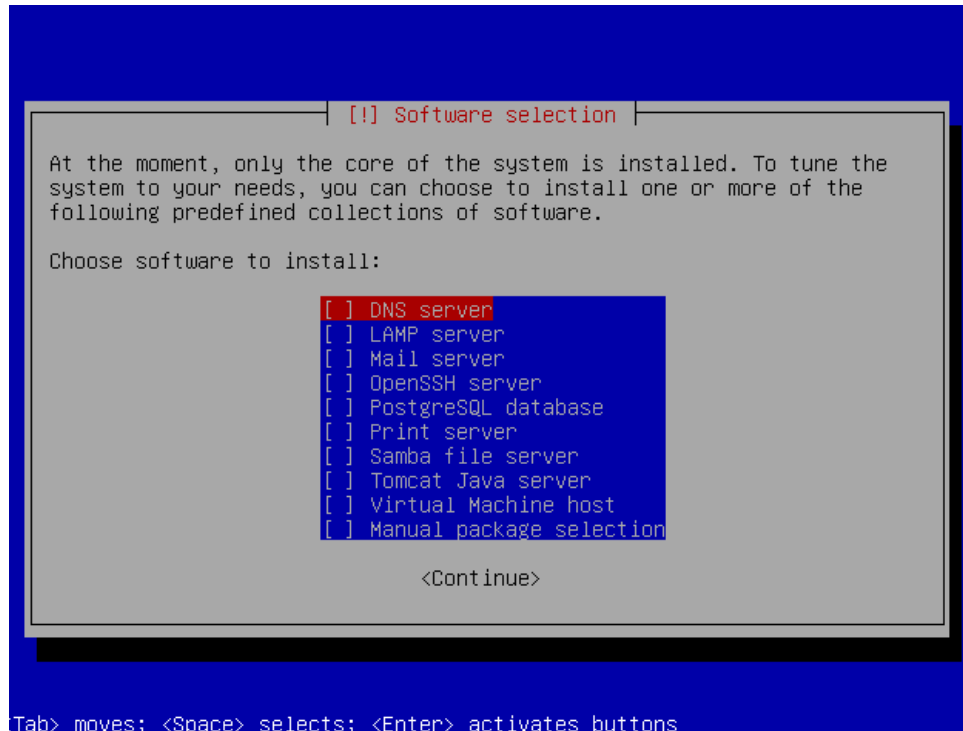 [!] Software selection
At the moment, only the core of the system is installed. To tune the
system to your needs, you can choose to install one or more of the
following predefined collections of software.
Choose software to install:
[ ] DNS server
[ ] LAMP server
[ ] Mail server
[ ] OpenSSH server
[ ] PostgreSQL database
[ ] Print server
[ ] Samba file server
[ ] Tomcat Java server
[ ] Virtual Machine host
[ ] Manual package selection
<Continue>
<Tab> moves; <Space> selects; <Enter> activates buttons